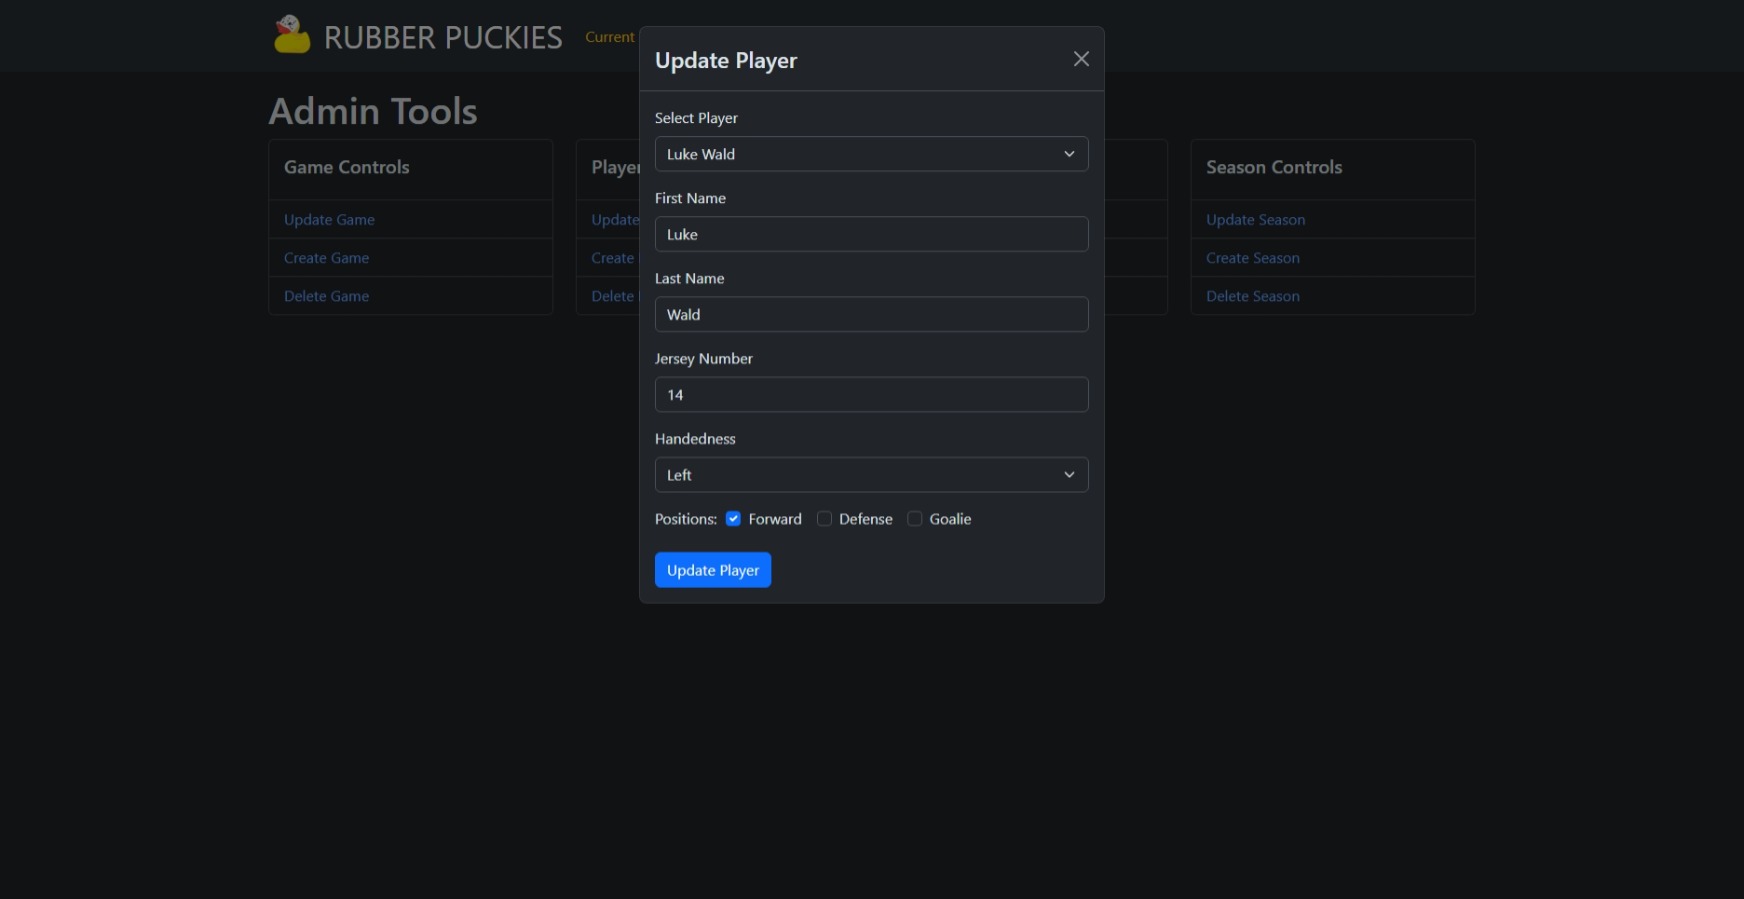 RUBBER PUCKIES
Current
Admin Tools
Game Controls
Update Game
Create Game
Delete Game
Player
Update
Create
Delete
Update Player
Select Player
Luke Wald
First Name
Luke
Last Name
Wald
Jersey Number
14
Handedness
Left
Positions: Forward Defense Goalie
Update Player
Season Controls
Update Season
Create Season
Delete Season